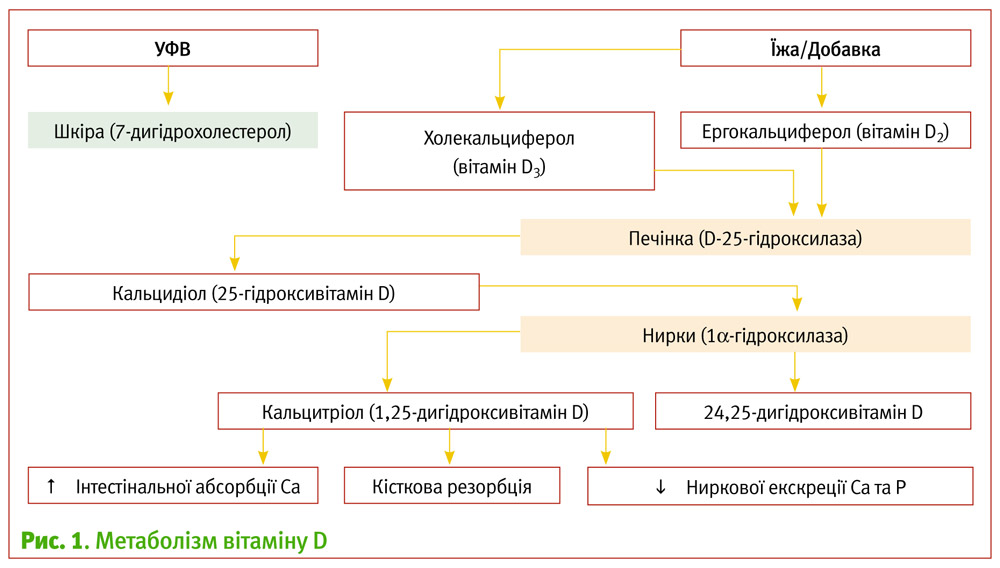 УФВ
Їжа/Добавка
Шкіра (7-дигідрохолестерол)
Холекальциферол
(вітамін D3)
Ергокальциферол (вітамін D2)
Печінка (D-25-гідроксилаза)
Кальцидіол (25-гідроксивітамін D)
Нирки (1α-гідроксилаза)
Кальцитріол (1,25-дигідроксивітамін D)
24,25-дигідроксивітамін D
↑ Інтестінальної абсорбції Ca
Кісткова резорбція
↓ Ниркової екскреції Ca та P
Рис. 1. Метаболізм вітаміну D